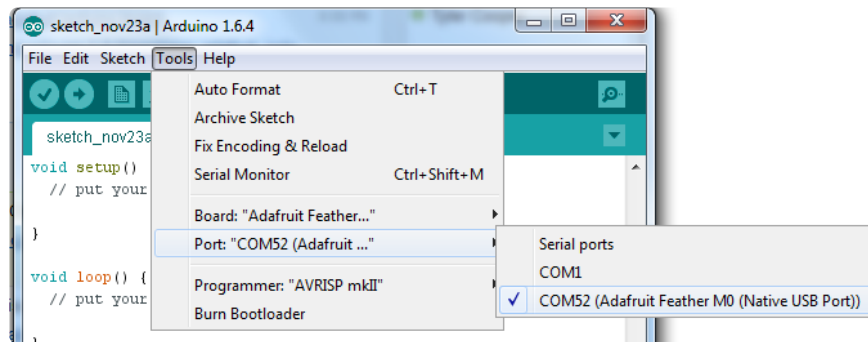 sketch_nov23a | Arduino 1.6.4
File Edit Sketch Tools Help
Auto Format Ctrl+T
Archive Sketch
sketch_nov23a
Fix Encoding & Reload
void setup()
Serial Monitor Ctrl+Shift+M
// put your
Board: "Adafruit Feather..."
}
Port: "COM52 (Adafruit ..."
Serial ports
void loop() {
COM1
Programmer: "AVRISP mkII"
// put your
COM52 (Adafruit Feather M0 (Native USB Port))
Burn Bootloader
}